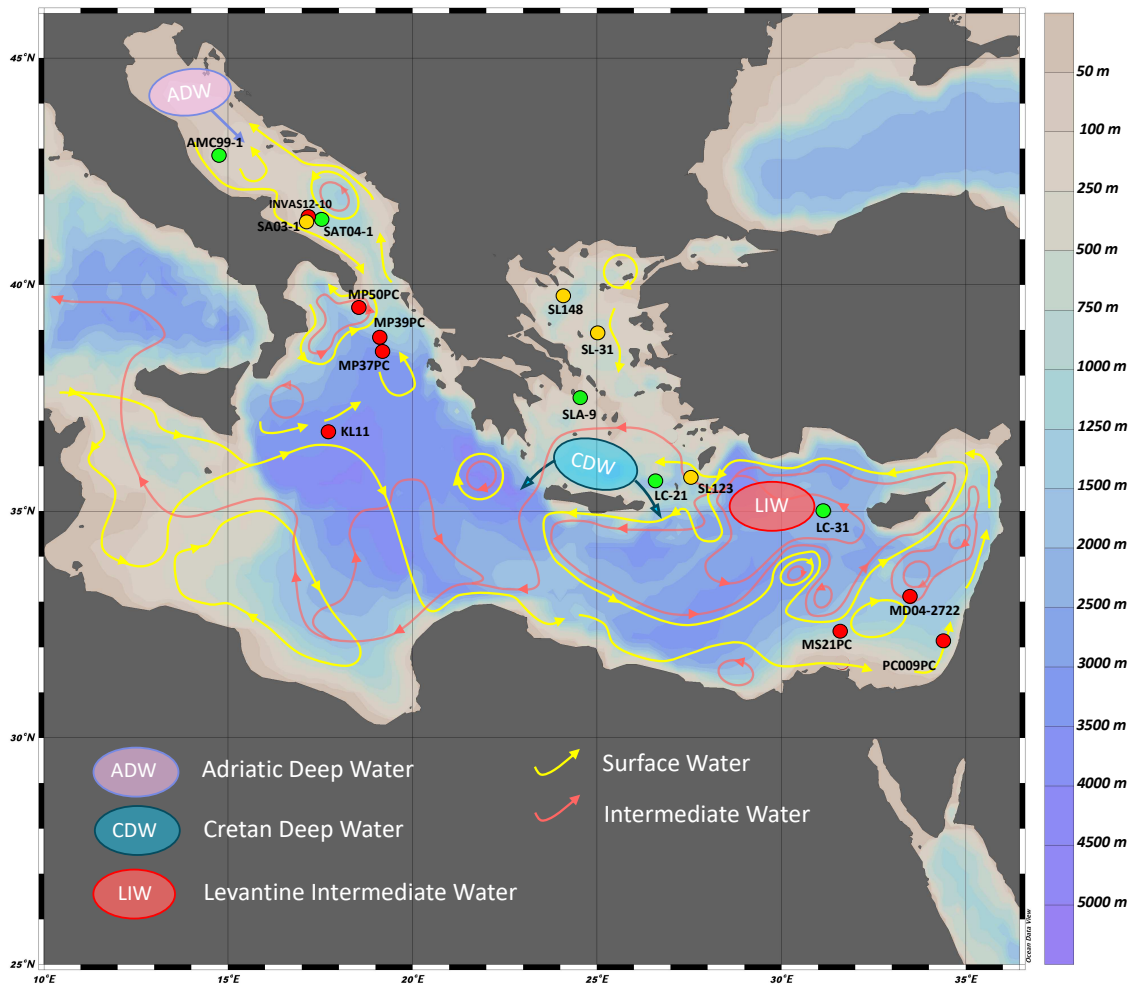 45°N
40°N
35°N
30°N
25°N
10°E
15°E
20°E
25°E
30°E
35°E
ADW
AMC99-1
INVAS12-10
SA03-1
SAT04-1
MP50PC
MP39PC
MP37PC
KL11
SL148
SL-31
SLA-9
CDW
LC-21
SL123
LIW
LC-31
MD04-2722
MS21PC
PC009PC
ADW
Adriatic Deep Water
CDW
Cretan Deep Water
LIW
Levantine Intermediate Water
Surface Water
Intermediate Water
Ocean Data View
50 m
100 m
250 m
500 m
750 m
1000 m
1250 m
1500 m
2000 m
2500 m
3000 m
3500 m
4000 m
4500 m
5000 m